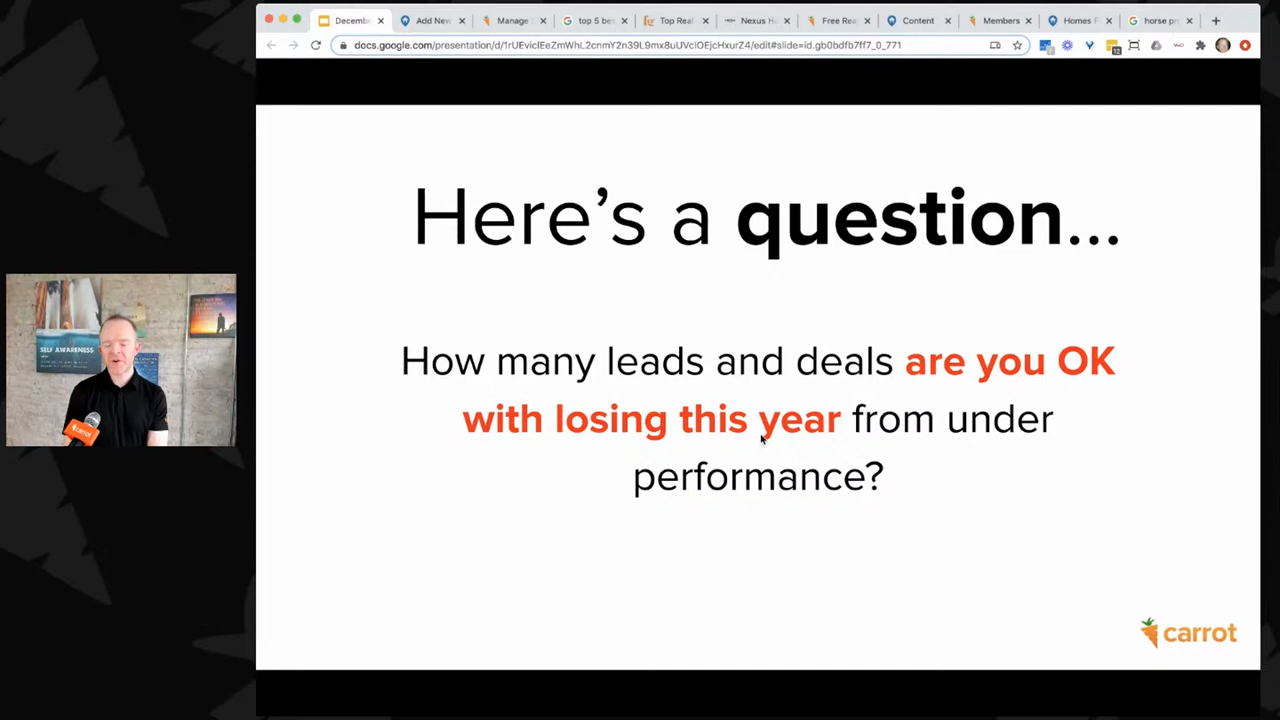 Decembe
Add New
Manage
top 5 be
Top Real
Nexus H
Free Rea
Content
Members
Homes F
horse pr
docs.google.com/presentation/d/1rUEviclEeZmWhL2cnmY2n39L9mx8uUVclOEjcHxurZ4/edit#slide=id.gb0bdfb7ff7_0_771
Here’s a question...
How many leads and deals are you OK
with losing this year from under
performance?
SELF AWARENESS
carrot
carrot